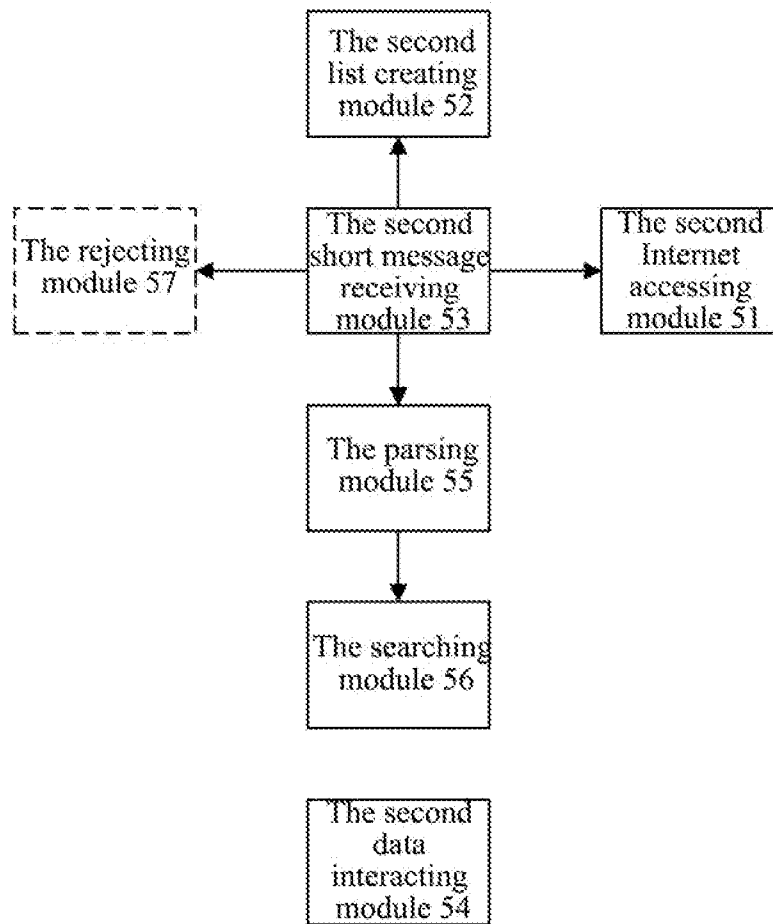 The second
list creating
module 52
The rejecting
module 57
The second
short message
receiving
module 53
The second
Internet
accessing
module 51
The parsing
module 55
The searching
module 56
The second
data
interacting
module 54